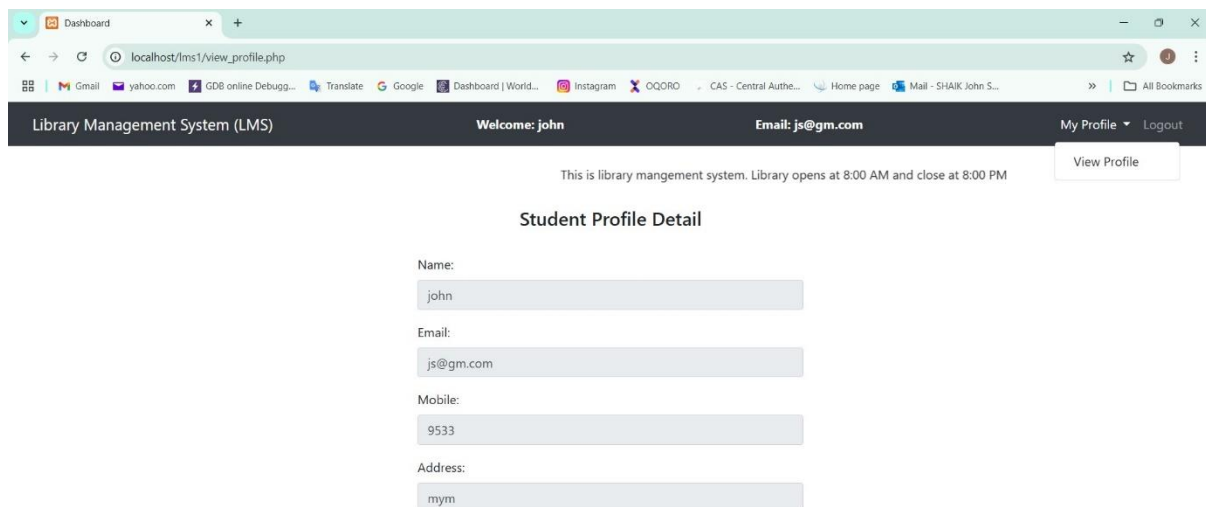 Dashboard
localhost/lms1/view_profile.php
Gmail yahoo.com GDB online Debugg... Translate Google Dashboard | World... Instagram OQORO CAS - Central Authe... Home page Mail - SHAIK John S... » All Bookmarks
Library Management System (LMS) Welcome: john Email: js@gm.com My Profile Logout
View Profile
This is library mangement system. Library opens at 8:00 AM and close at 8:00 PM
Student Profile Detail
Name:
john
Email:
js@gm.com
Mobile:
9533
Address:
mym